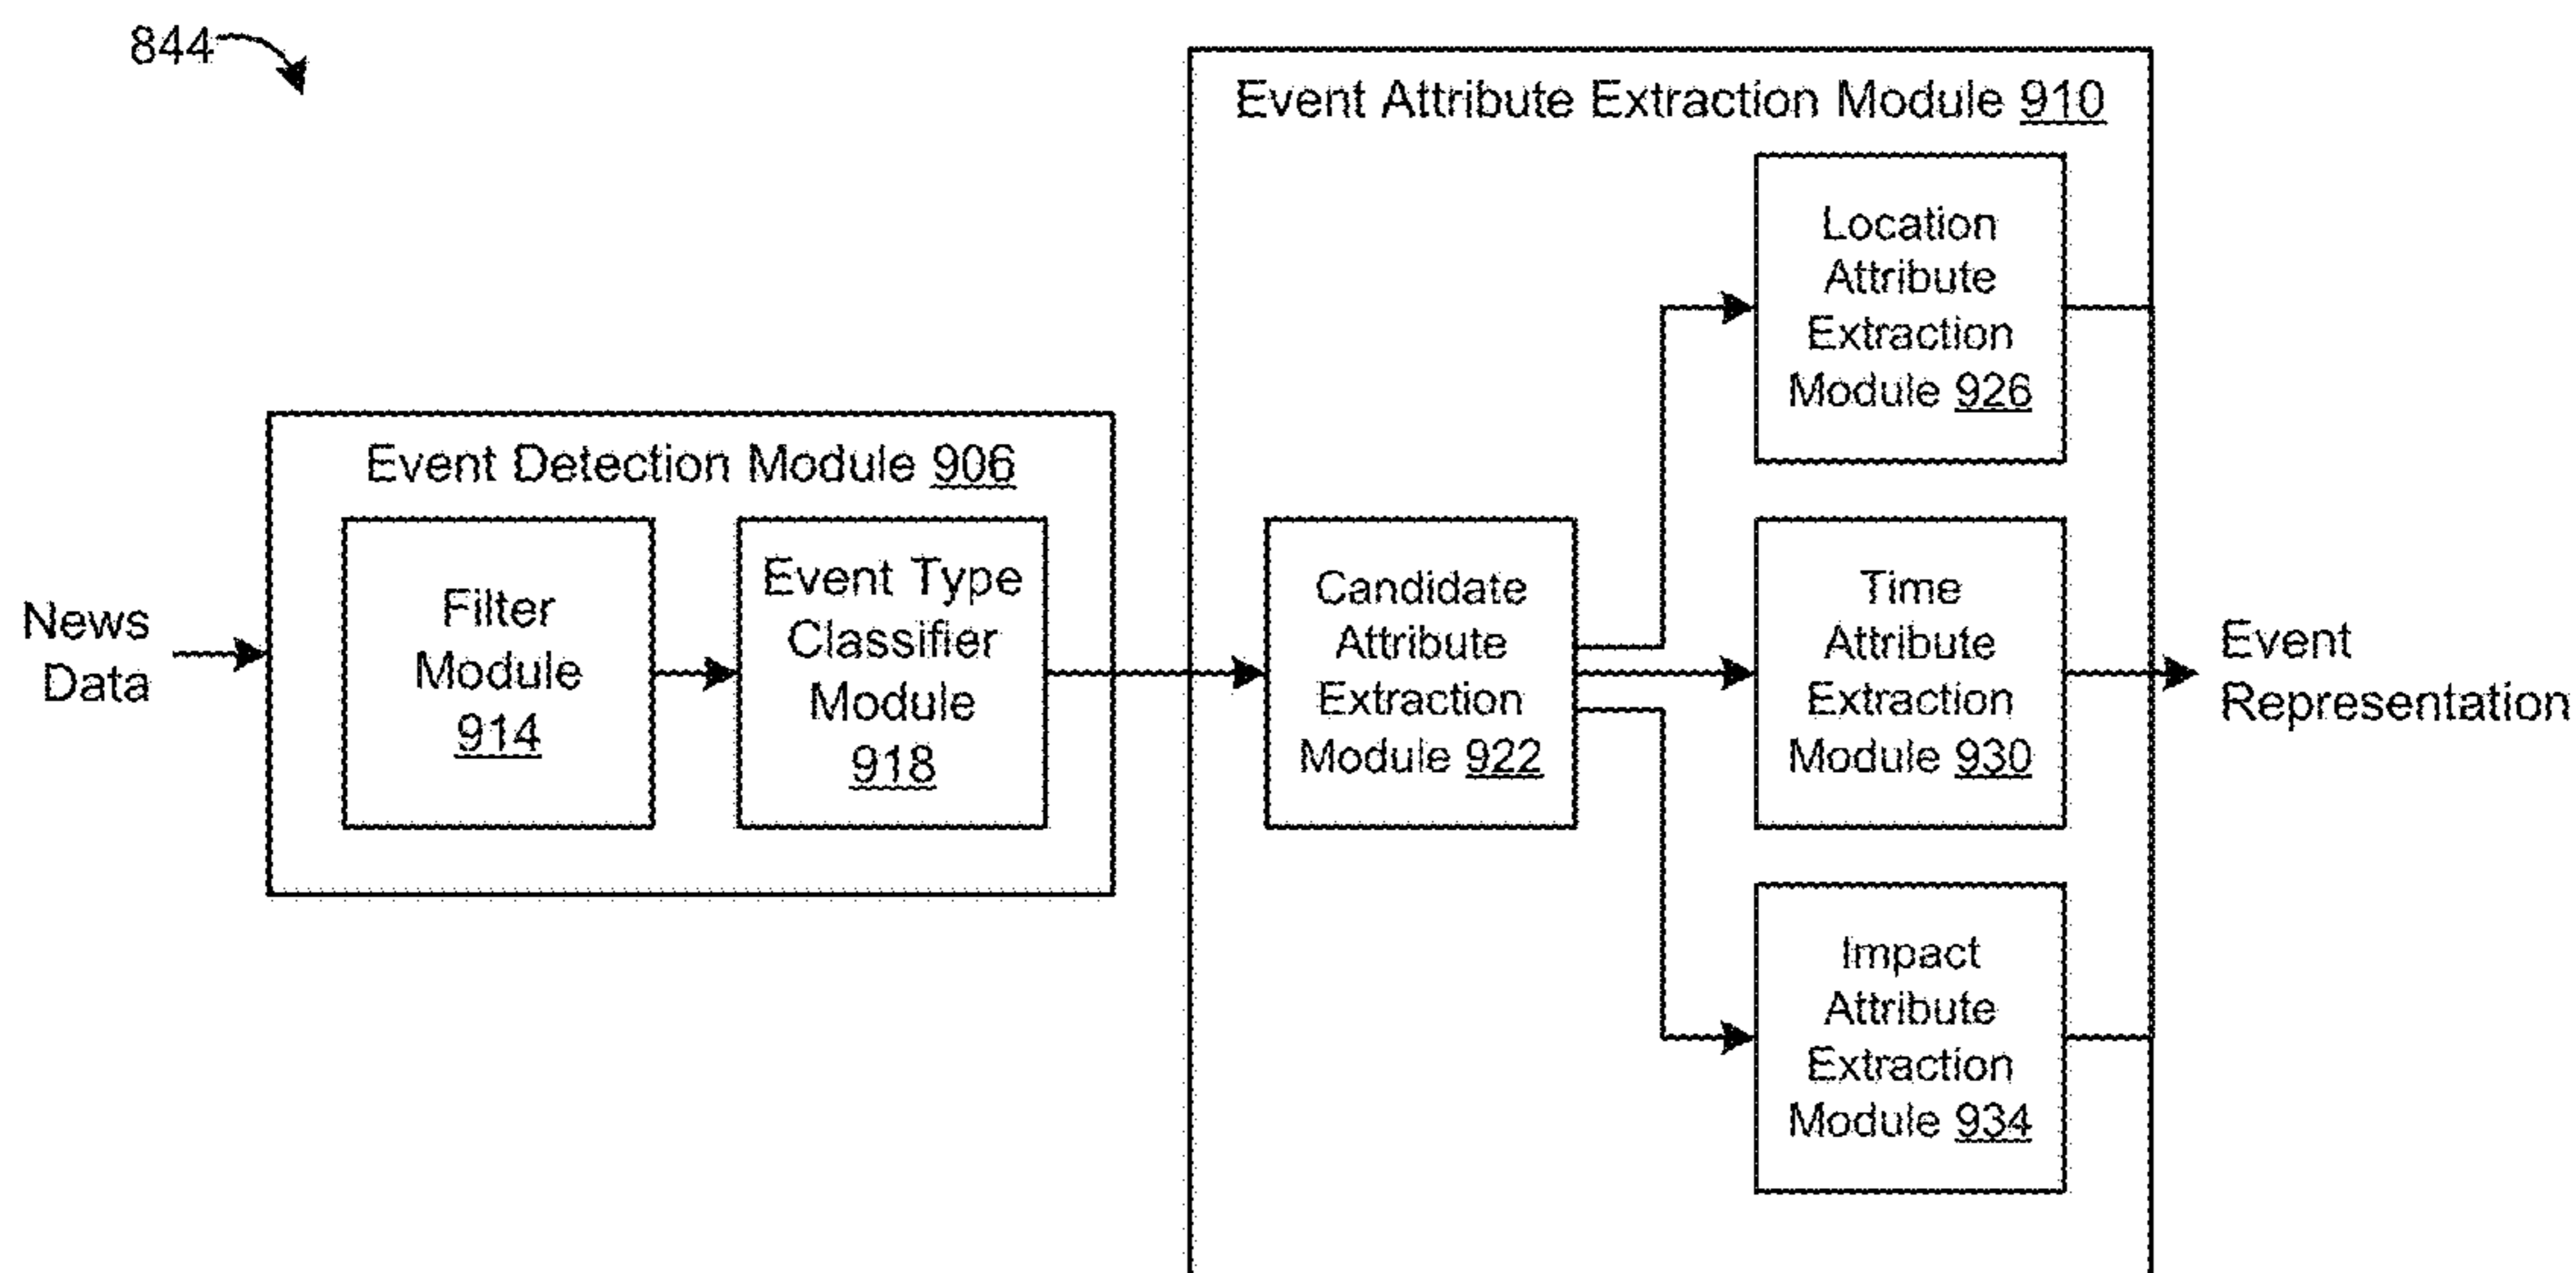 844
Event Attribute Extraction Module 910
Location
Attribute
Extraction
Module 926
Event Detection Module 906
News
Data
Filter
Module
914
Event Type
Classifier
Module
918
Candidate
Attribute
Extraction
Module 922
Time
Attribute
Extraction
Module 930
Event
Representation
Impact
Attribute
Extraction
Module 934